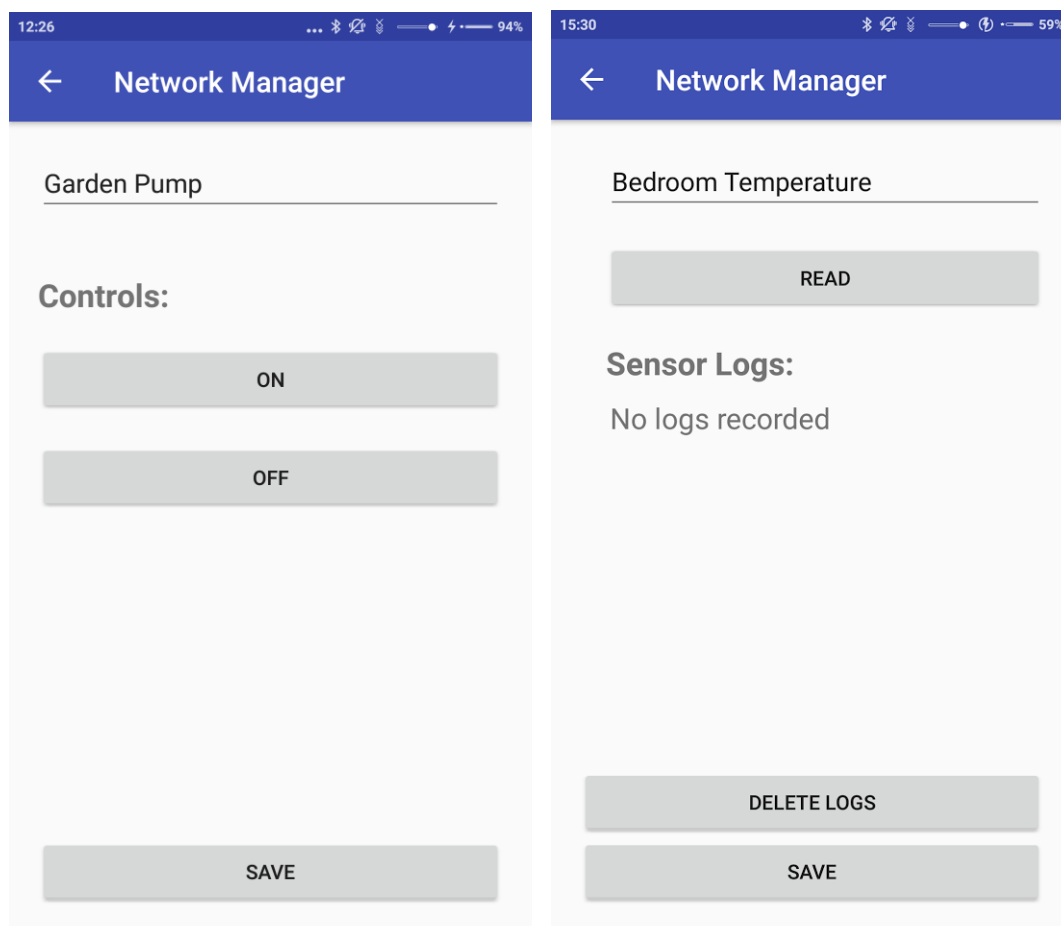 12:26
94%
Network Manager
Garden Pump
Controls:
ON
OFF
SAVE
15:30
59%
Network Manager
Bedroom Temperature
READ
Sensor Logs:
No logs recorded
DELETE LOGS
SAVE